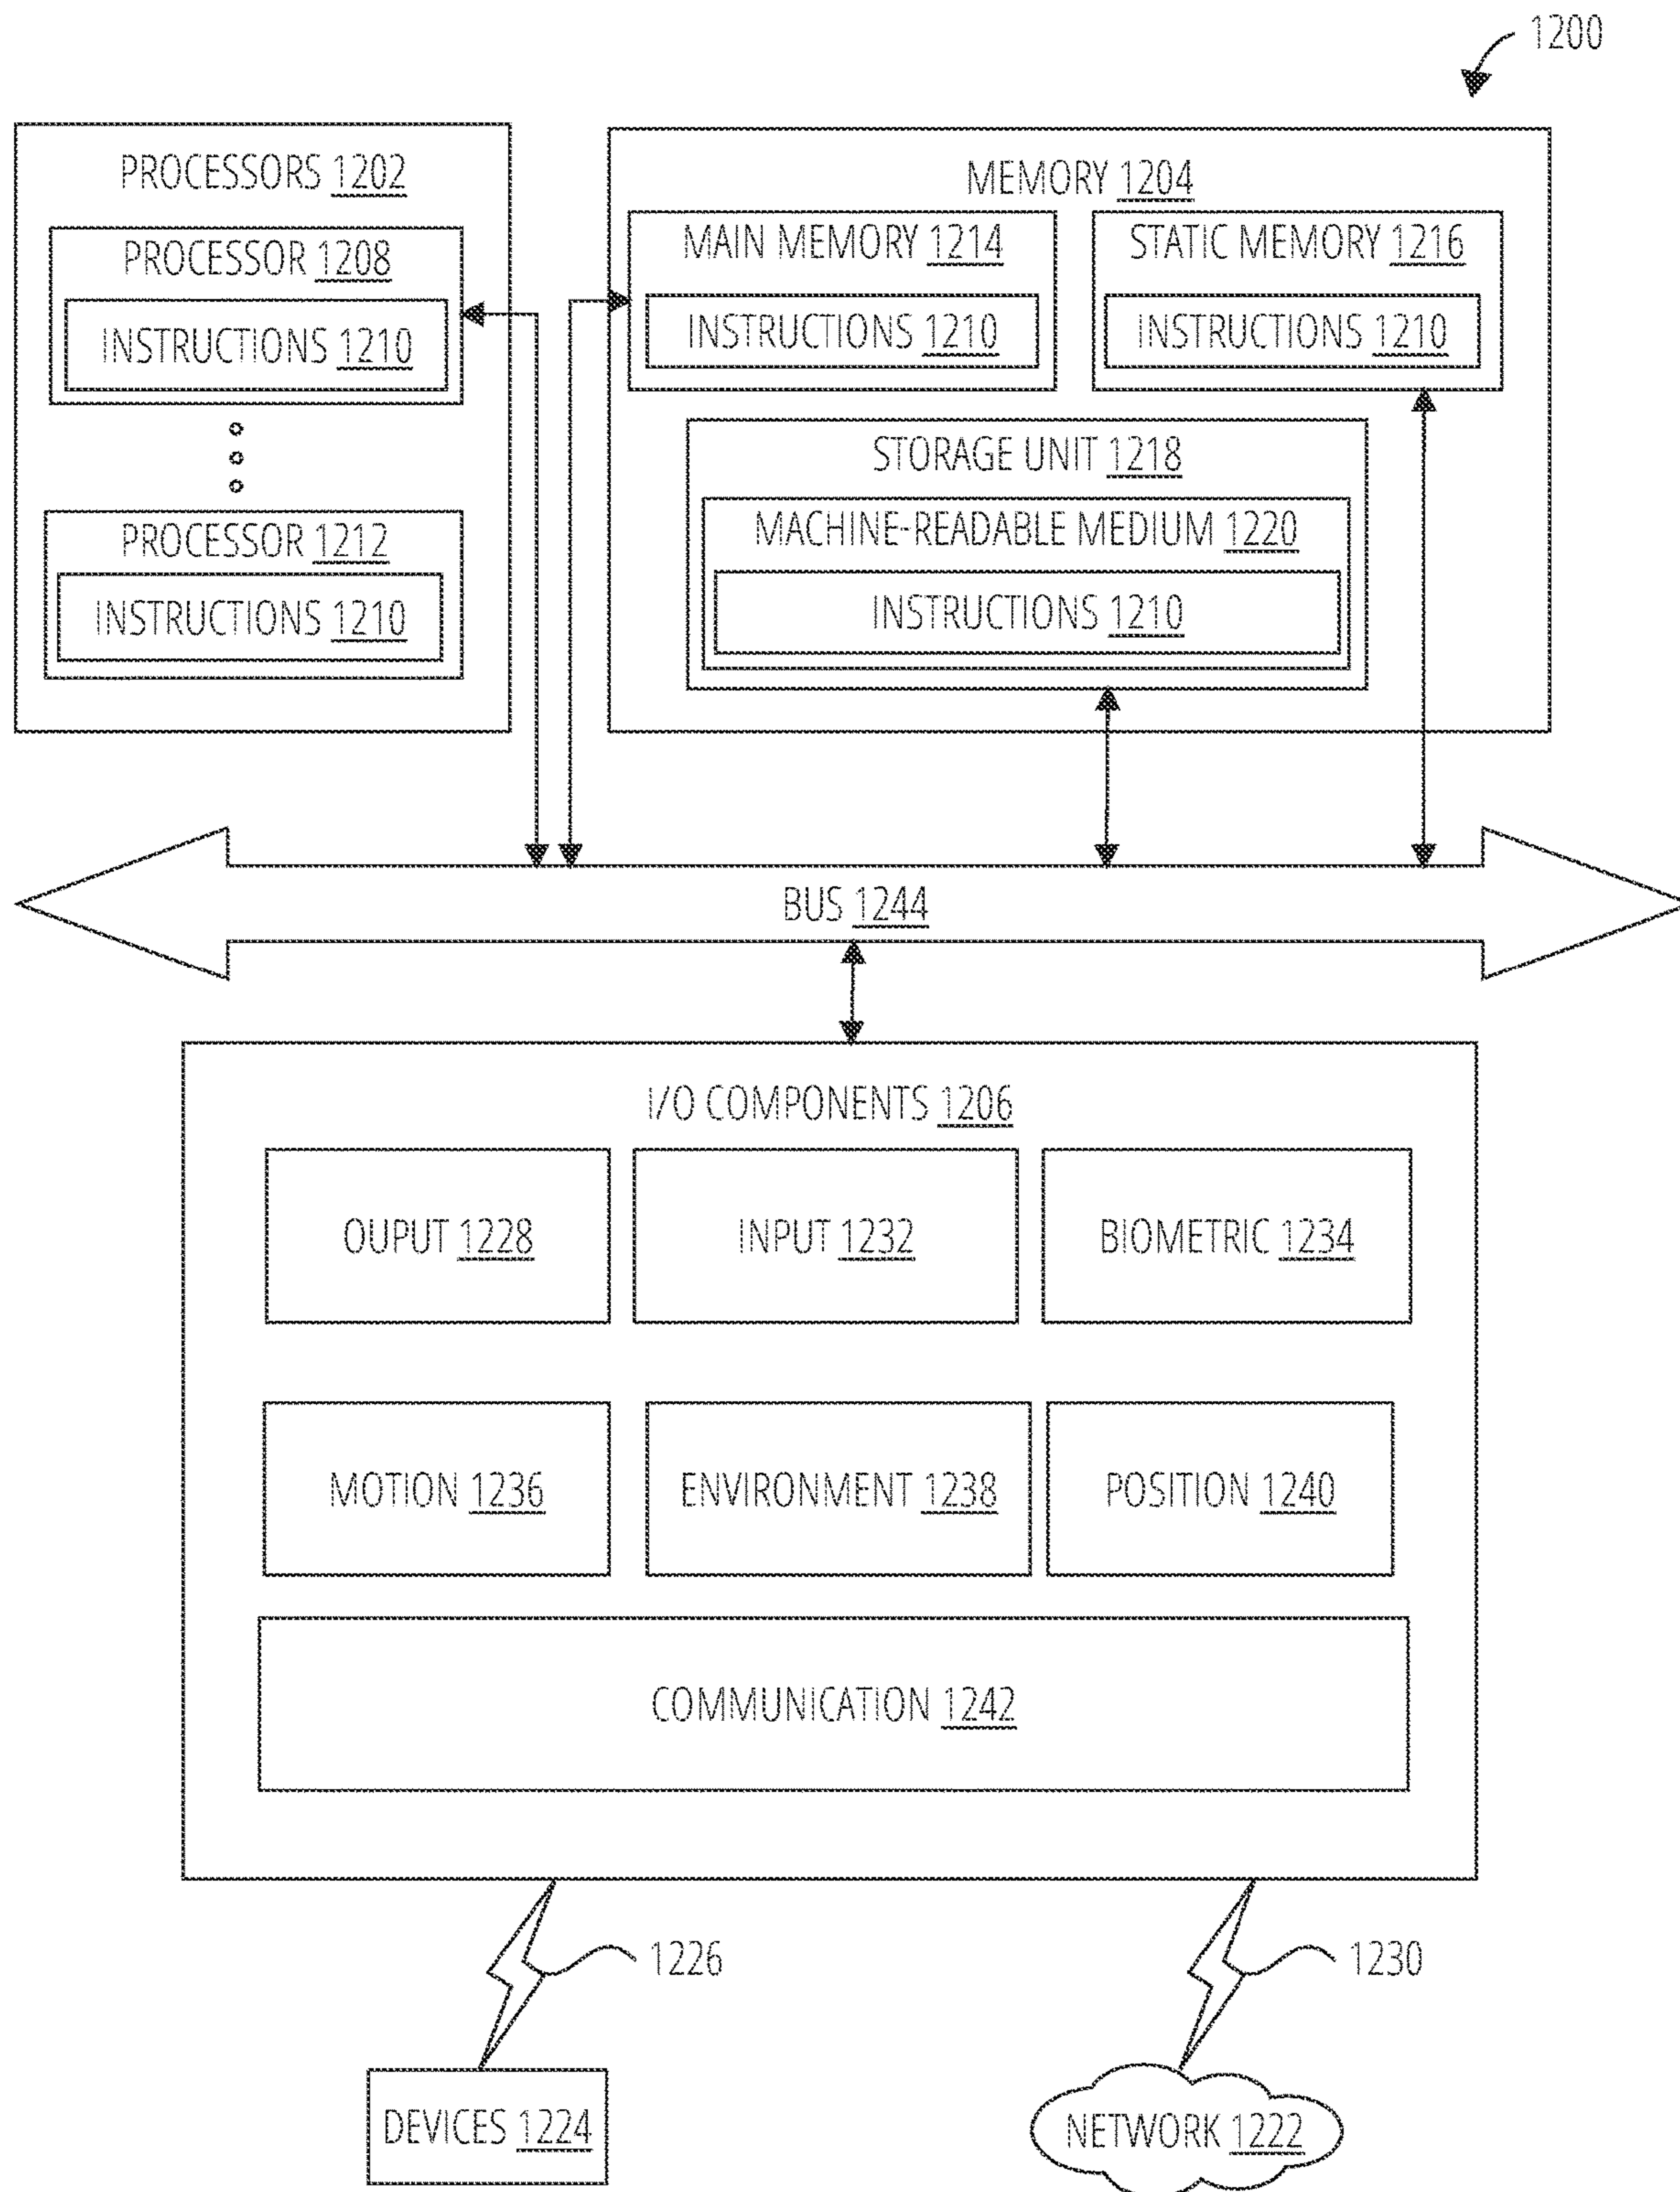 1200
PROCESSORS 1202
PROCESSOR 1208
INSTRUCTIONS 1210
PROCESSOR 1212
INSTRUCTIONS 1210
MEMORY 1204
MAIN MEMORY 1214
INSTRUCTIONS 1210
STATIC MEMORY 1216
INSTRUCTIONS 1210
STORAGE UNIT 1218
MACHINE-READABLE MEDIUM 1220
INSTRUCTIONS 1210
BUS 1244
I/O COMPONENTS 1206
OUPUT 1228
INPUT 1232
BIOMETRIC 1234
MOTION 1236
ENVIRONMENT 1238
POSITION 1240
COMMUNICATION 1242
1226
1230
DEVICES 1224
NETWORK 1222